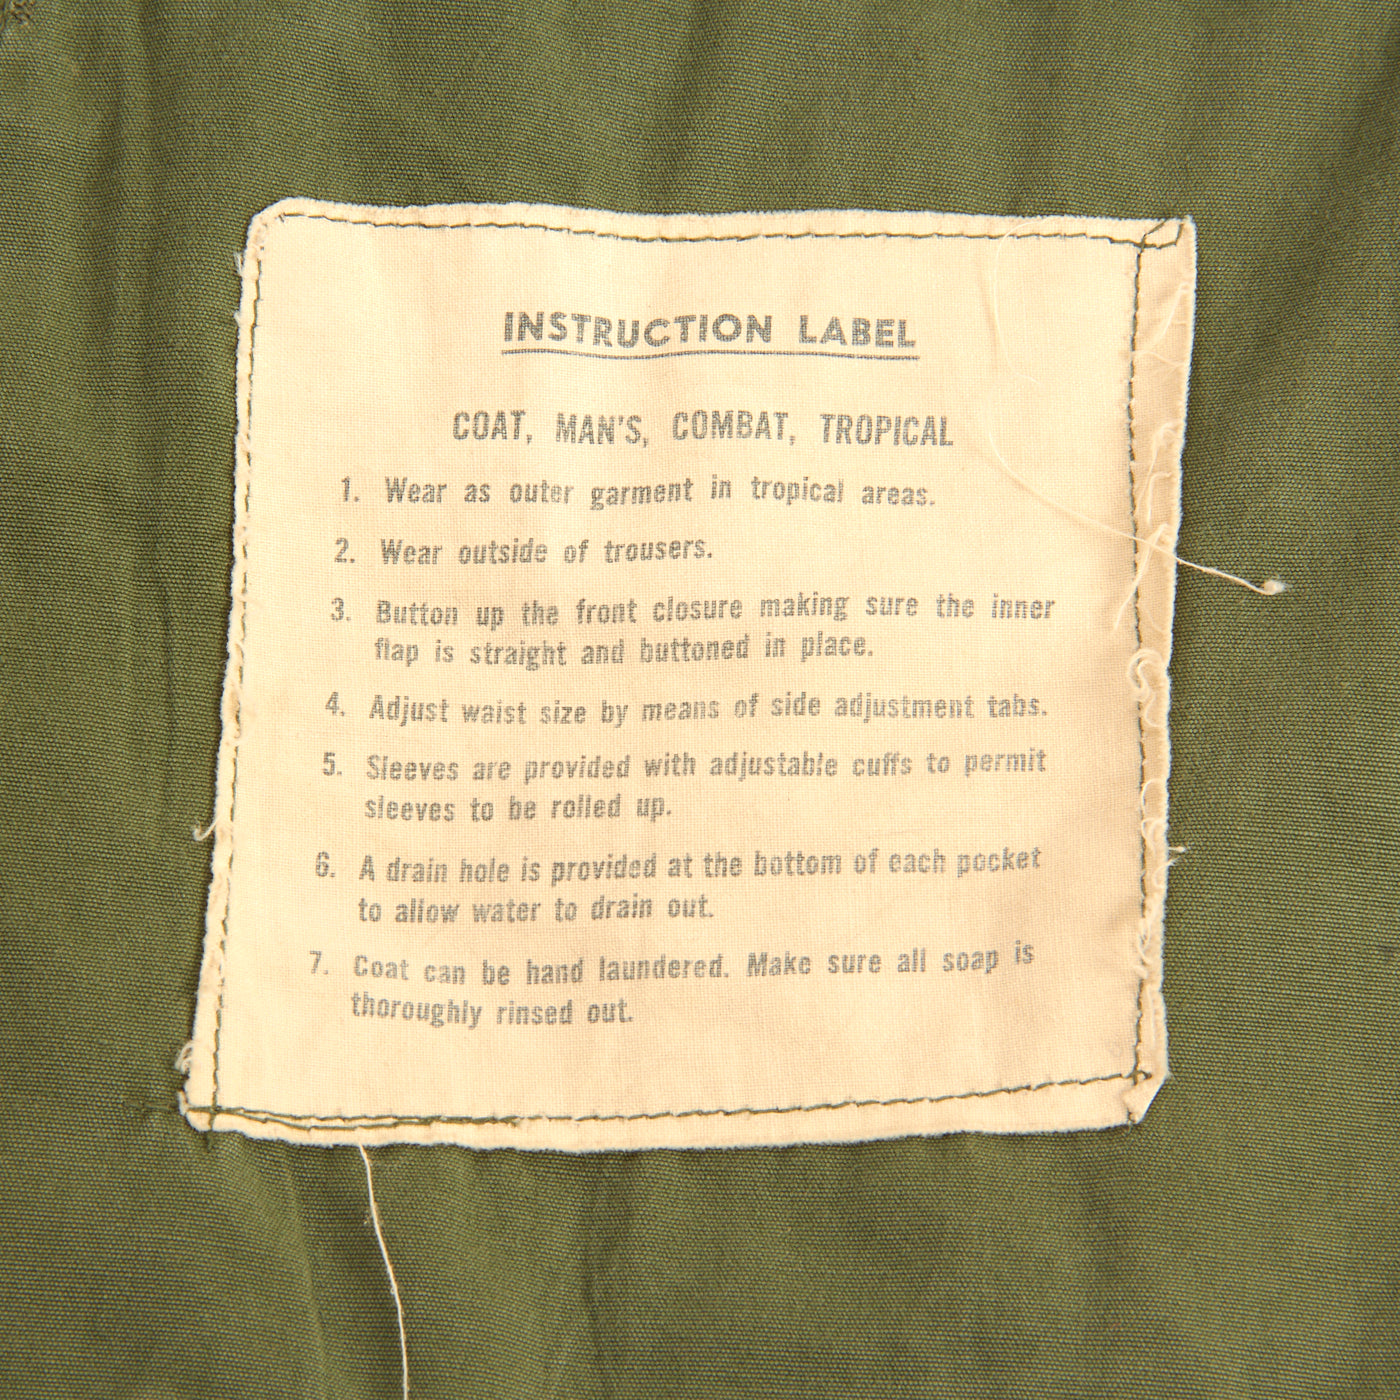 INSTRUCTION LABEL
COAT, MAN'S, COMBAT, TROPICAL
1. Wear as outer garment in tropical areas.
2. Wear outside of trousers.
3. Button up the front closure making sure the inner
flap is straight and buttoned in place.
4. Adjust waist size by means of side adjustment tabs.
5. Sleeves are provided with adjustable cuffs to permit
sleeves to be rolled up.
6. A drain hole is provided at the bottom of each pocket
to allow water to drain out.
7. Coat can be hand laundered. Make sure all soap is
thoroughly rinsed out.